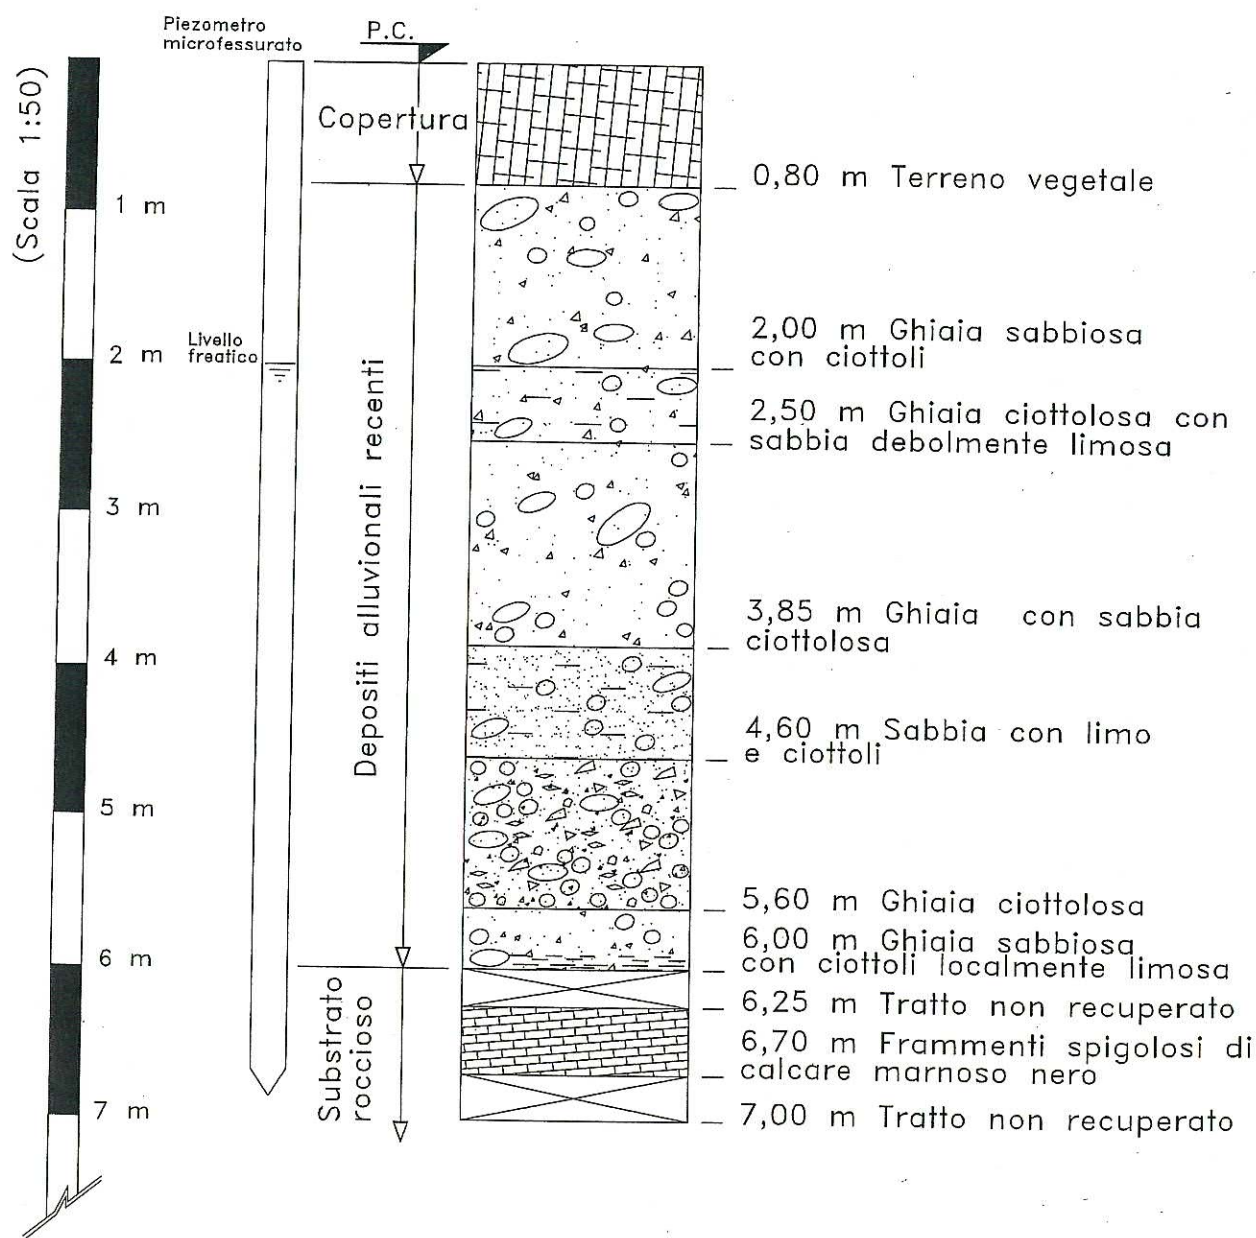 Piezometro
microfessurato
P.C.
(Scala 1:50)
Copertura
0,80 m Terreno vegetale
1 m
2,00 m Ghiaia sabbiosa
con ciottoli
Livello
freatico
2 m
2,50 m Ghiaia ciottolosa con
sabbia debolmente limosa
Depositi alluvionali recenti
3 m
3,85 m Ghiaia con sabbia
ciottolosa
4 m
4,60 m Sabbia con limo
e ciottoli
5 m
5,60 m Ghiaia ciottolosa
6,00 m Ghiaia sabbiosa
con ciottoli localmente limosa
6 m
6,25 m Tratto non recuperato
Substrato
roccioso
6,70 m Frammenti spigolosi di
calcare marnoso nero
7 m
7,00 m Tratto non recuperato